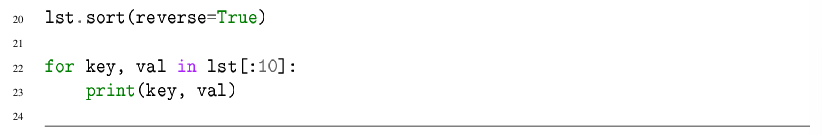 20 lst.sort(reverse=True)
21
22 for key, val in lst[:10]:
23     print(key, val)
24